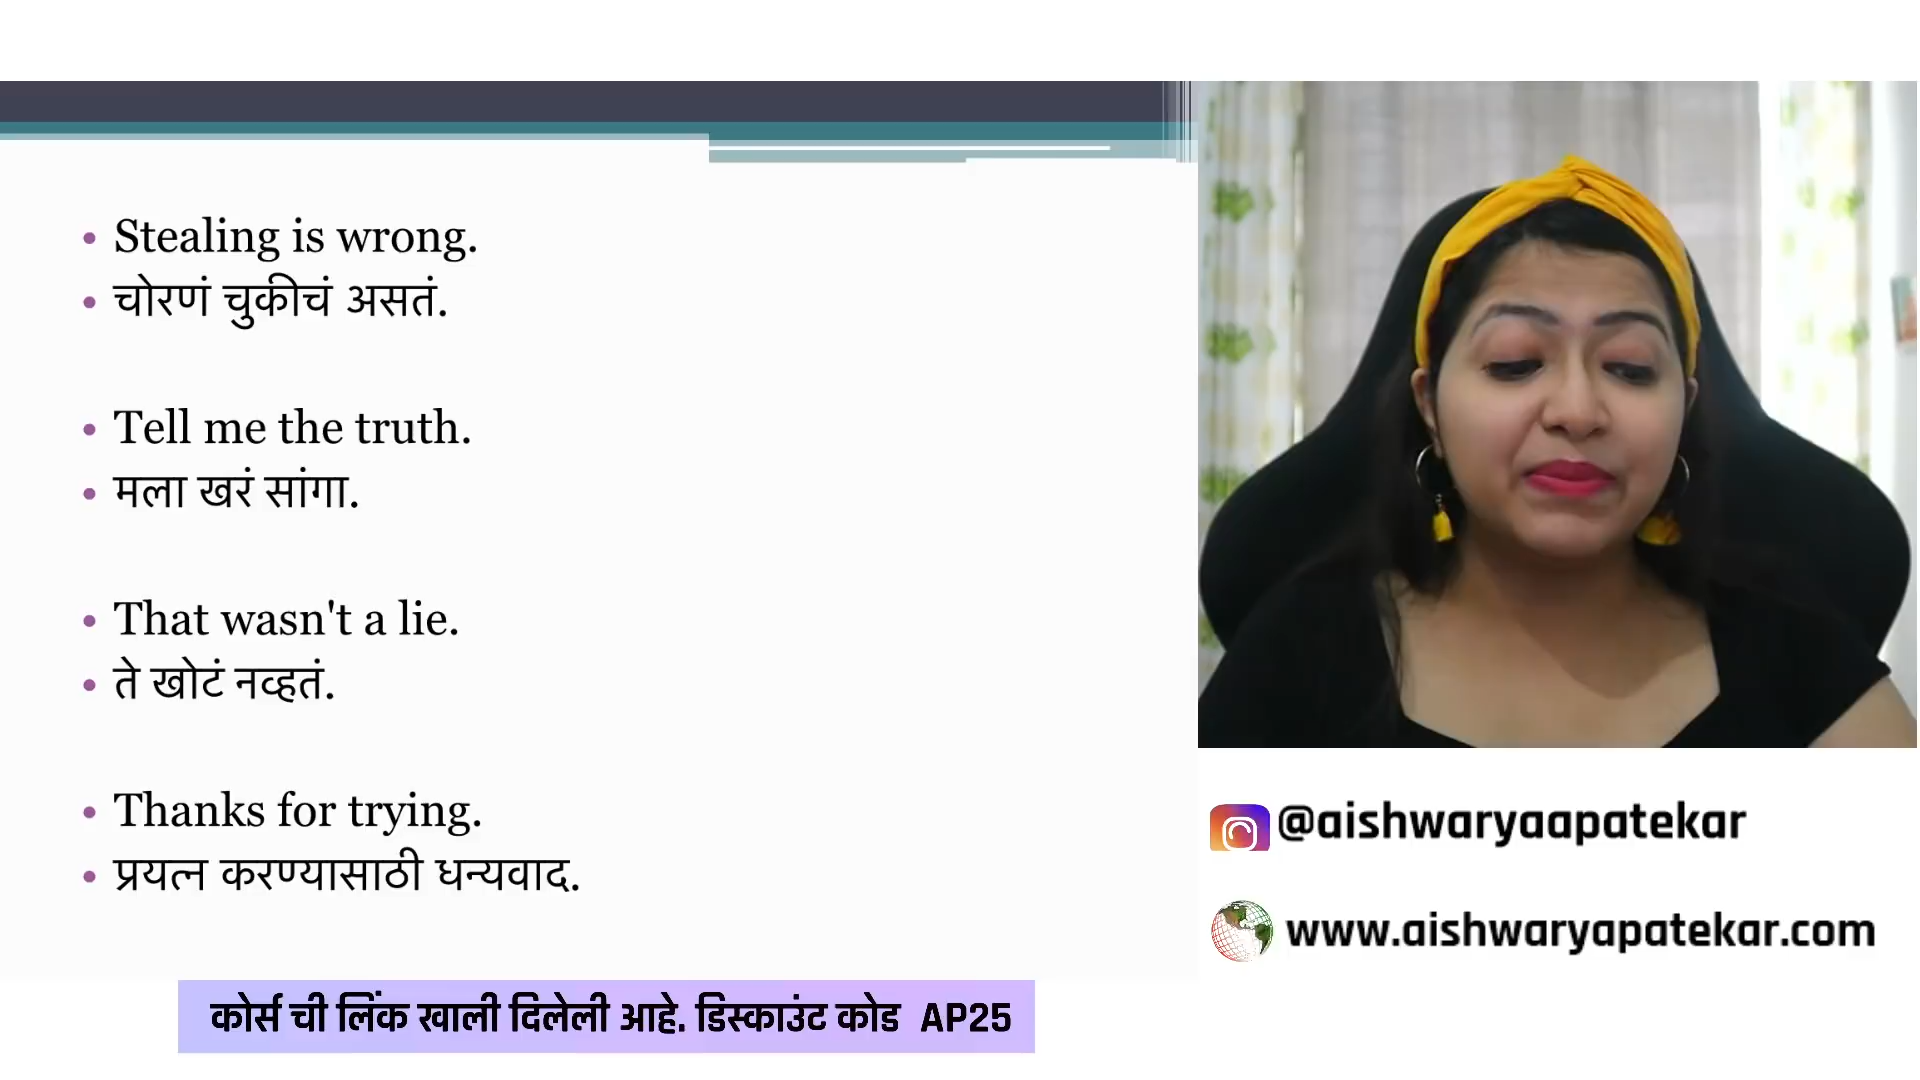 Stealing is wrong.
चोरणं चुकीचं असतं.
Tell me the truth.
मला खरं सांगा.
That wasn't a lie.
ते खोटं नव्हतं.
Thanks for trying.
प्रयत्न करण्यासाठी धन्यवाद.
@aishwaryaapatekar
www.aishwaryapatekar.com
कोर्स ची लिंक खाली दिलेली आहे. डिस्काउंट कोड AP25